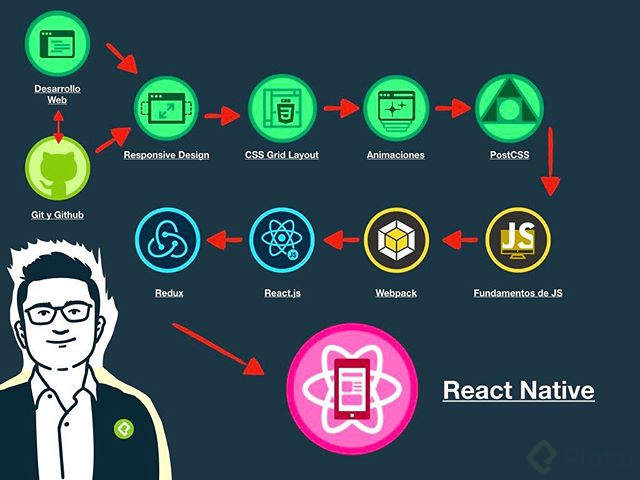 Desarrollo
Web
Responsive Design
CSS Grid Layout
Animaciones
PostCSS
Git y Github
Redux
React.js
Webpack
JS
Fundamentos de JS
React Native
Platzi